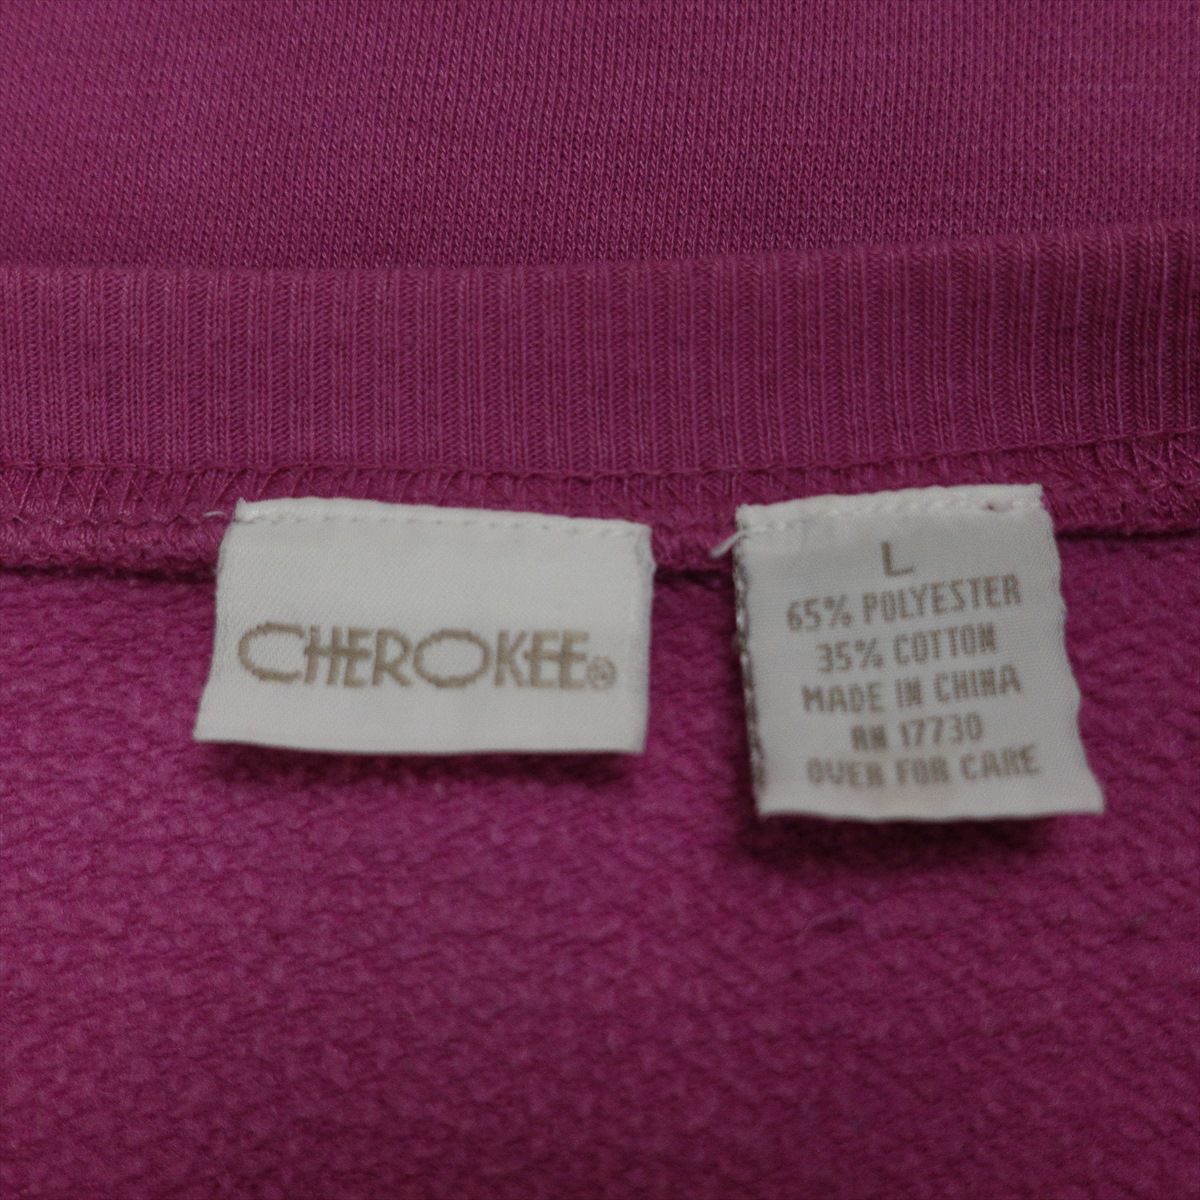 CHEROKEE®
L
65% POLYESTER
35% COTTON
MADE IN CHINA
RN 17730
OVER FOR CARE